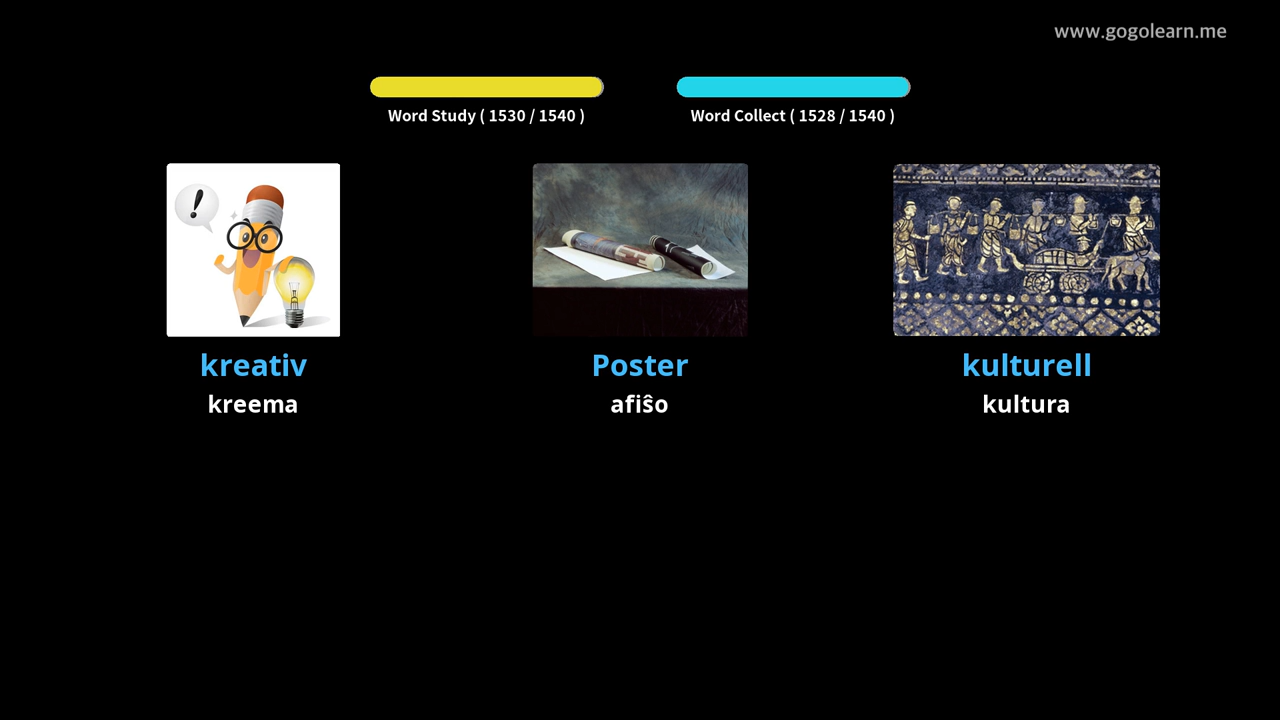 www.gogolearn.me
Word Study ( 1530 / 1540 )
Word Collect ( 1528 / 1540 )
!
kreativ
Poster
kulturell
kreema
afiŝo
kultura